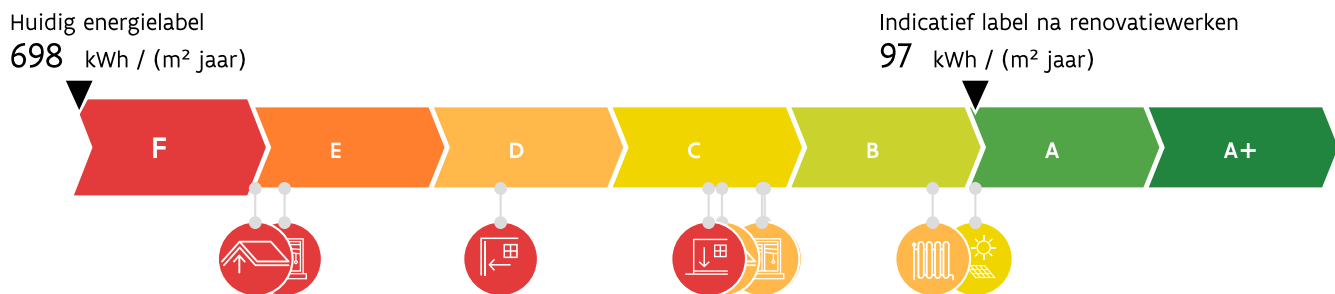 Huidig energielabel
698 kWh / (m² jaar)
Indicatief label na renovatiewerken
97 kWh / (m² jaar)
F E D C B A A+